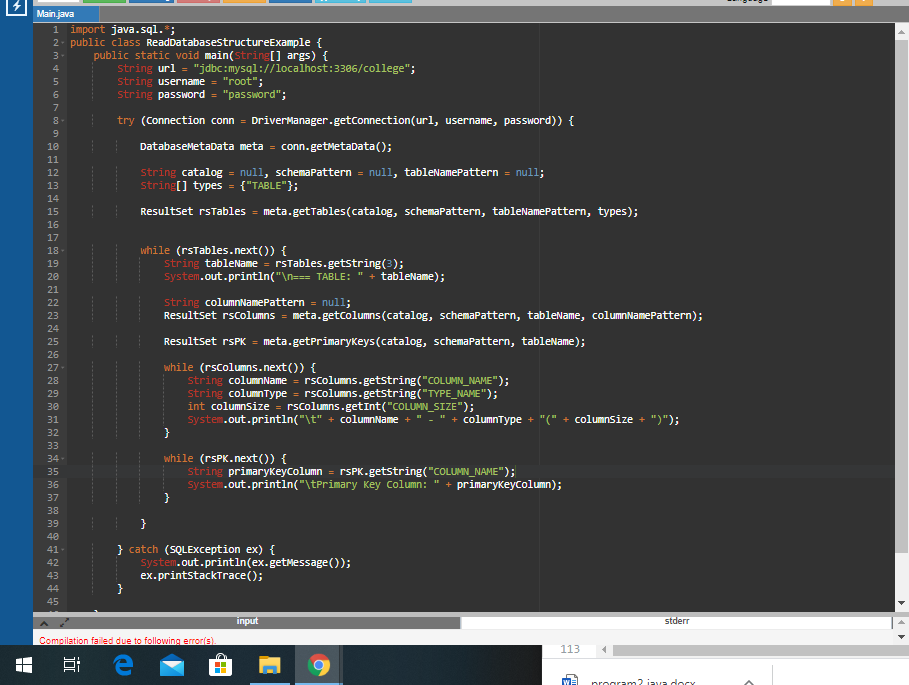 Language
Main.java
1 import java.sql.*;
2 public class ReadDatabaseStructureExample {
3 public static void main(String[] args) {
4 String url = "jdbc:mysql://localhost:3306/college";
5 String username = "root";
6 String password = "password";
7
8 try (Connection conn = DriverManager.getConnection(url, username, password)) {
9
10 DatabaseMetaData meta = conn.getMetaData();
11
12 String catalog = null, schemaPattern = null, tableNamePattern = null;
13 String[] types = {"TABLE"};
14
15 ResultSet rsTables = meta.getTables(catalog, schemaPattern, tableNamePattern, types);
16
17
18 while (rsTables.next()) {
19 String tableName = rsTables.getString(3);
20 System.out.println("\n=== TABLE: " + tableName);
21
22 String columnNamePattern = null;
23 ResultSet rsColumns = meta.getColumns(catalog, schemaPattern, tableName, columnNamePattern);
24
25 ResultSet rsPK = meta.getPrimaryKeys(catalog, schemaPattern, tableName);
26
27 while (rsColumns.next()) {
28 String columnName = rsColumns.getString("COLUMN_NAME");
29 String columnType = rsColumns.getString("TYPE_NAME");
30 int columnSize = rsColumns.getInt("COLUMN_SIZE");
31 System.out.println("\t" + columnName + " - " + columnType + "(" + columnSize + ")");
32 }
33
34 while (rsPK.next()) {
35 String primaryKeyColumn = rsPK.getString("COLUMN_NAME");
36 System.out.println("\tPrimary Key Column: " + primaryKeyColumn);
37 }
38
39 }
40
41 } catch (SQLException ex) {
42 System.out.println(ex.getMessage());
43 ex.printStackTrace();
44 }
45
input stderr
Compilation failed due to following error(s).
113
program2.java.docx